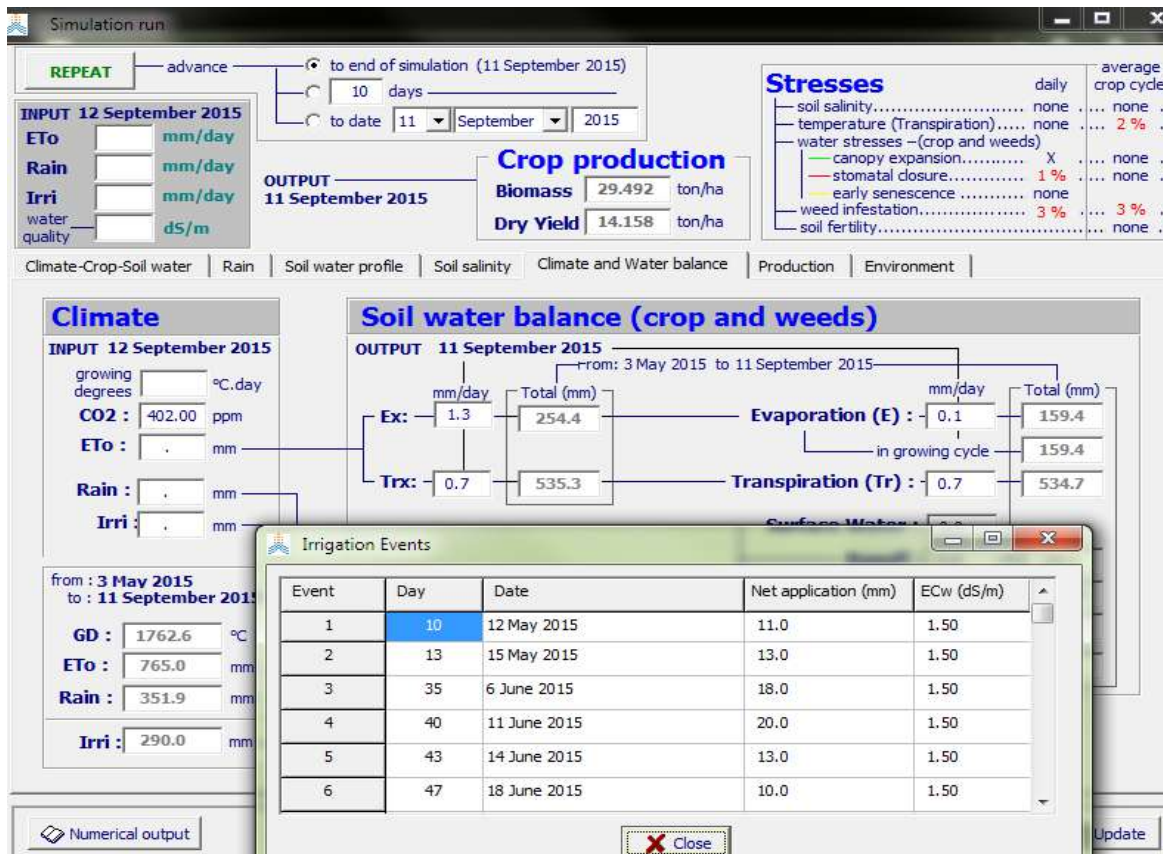 Simulation run
REPEAT
advance
to end of simulation (11 September 2015)
10 days
to date 11 September 2015
INPUT 12 September 2015
ETo mm/day
Rain mm/day
Irri mm/day
water quality dS/m
OUTPUT
11 September 2015
Crop production
Biomass 29.492 ton/ha
Dry Yield 14.158 ton/ha
Stresses daily average crop cycle
soil salinity........................ none .... none .
temperature (Transpiration)..... none .... 2 % .
water stresses –(crop and weeds)
canopy expansion........... X .... none .
stomatal closure............. 1 % .... none .
early senescence ........... none
weed infestation.................. 3 % .... 3 % .
soil fertility................................... none .
Climate-Crop-Soil water | Rain | Soil water profile | Soil salinity | Climate and Water balance | Production | Environment
Climate
INPUT 12 September 2015
growing degrees °C.day
CO2 : 402.00 ppm
ETo : . mm
Rain : . mm
Irri : . mm
from : 3 May 2015
to : 11 September 201
GD : 1762.6 °C
ETo : 765.0 mm
Rain : 351.9 mm
Irri : 290.0 mm
Soil water balance (crop and weeds)
OUTPUT 11 September 2015
From: 3 May 2015 to 11 September 2015
mm/day Total (mm) mm/day Total (mm)
Ex: 1.3 254.4 Evaporation (E) : 0.1 159.4
in growing cycle 159.4
Trx: 0.7 535.3 Transpiration (Tr) : 0.7 534.7
Irrigation Events
Event Day Date Net application (mm) ECw (dS/m)
1 10 12 May 2015 11.0 1.50
2 13 15 May 2015 13.0 1.50
3 35 6 June 2015 18.0 1.50
4 40 11 June 2015 20.0 1.50
5 43 14 June 2015 13.0 1.50
6 47 18 June 2015 10.0 1.50
Close
Numerical output
Update